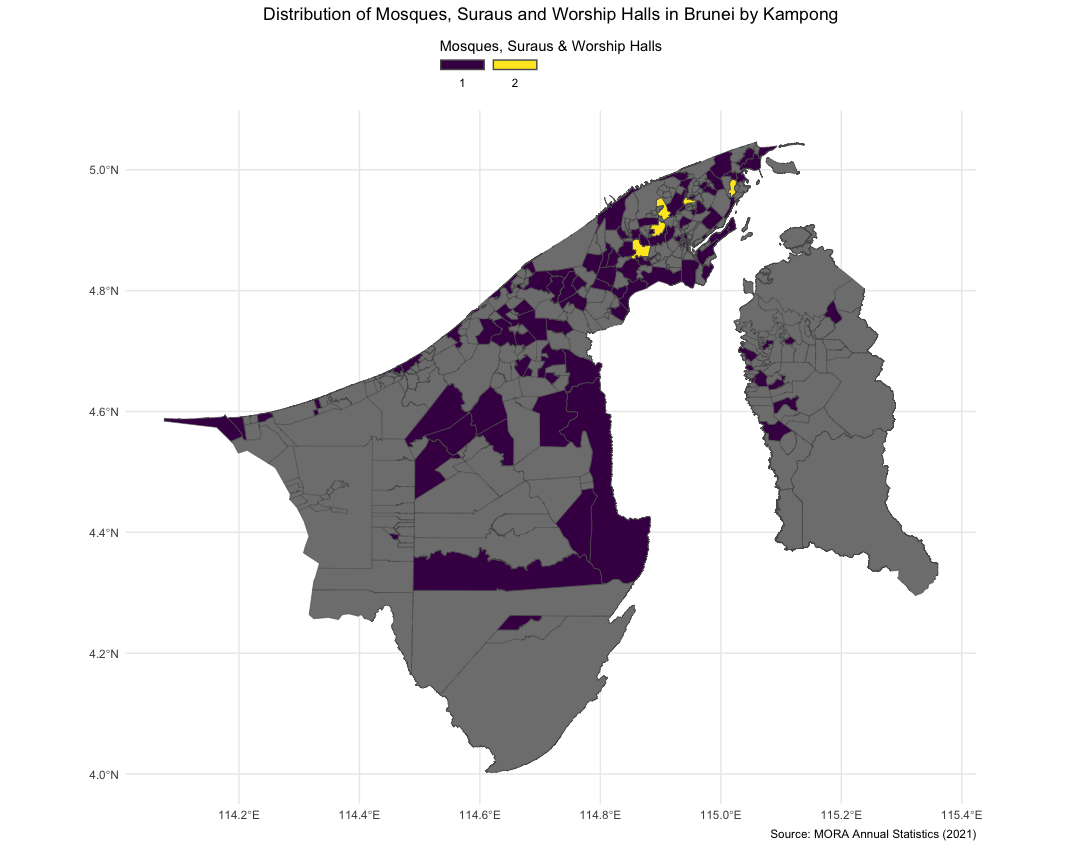 Distribution of Mosques, Suraus and Worship Halls in Brunei by Kampong
Mosques, Suraus & Worship Halls
1 2
5.0°N
4.8°N
4.6°N
4.4°N
4.2°N
4.0°N
114.2°E 114.4°E 114.6°E 114.8°E 115.0°E 115.2°E 115.4°E
Source: MORA Annual Statistics (2021)